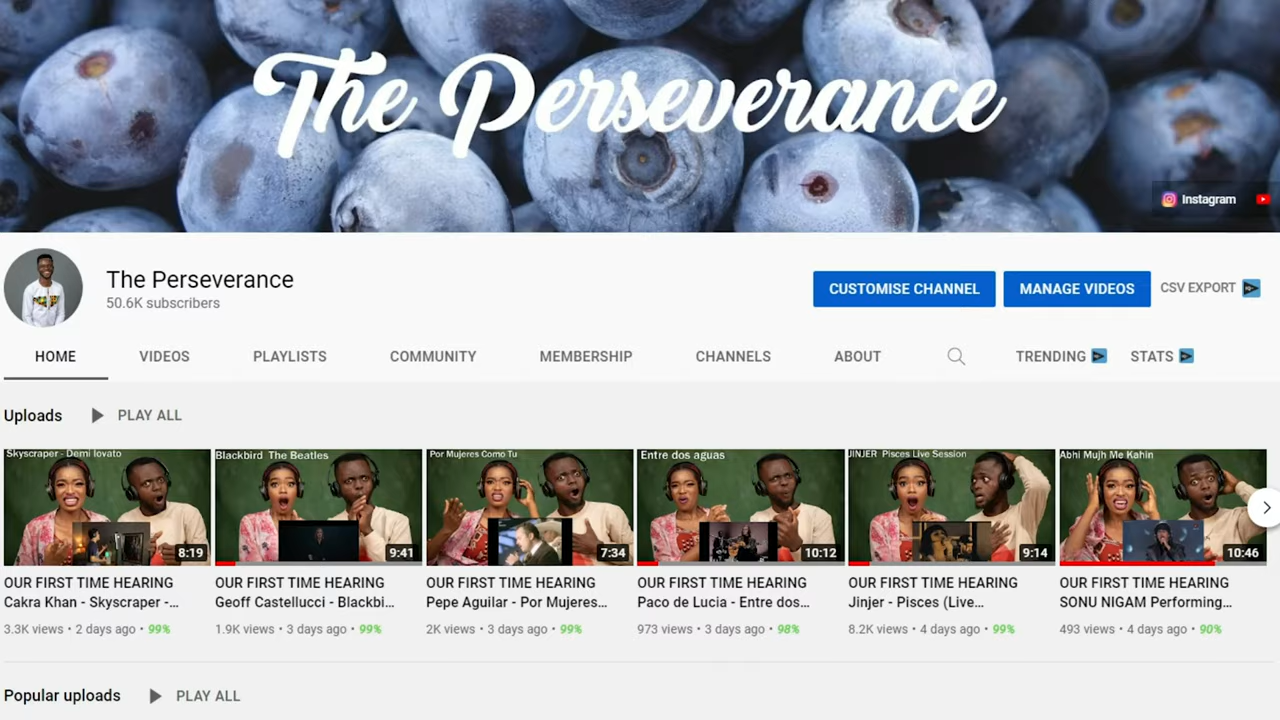 The Perseverance
Instagram
The Perseverance
50.6K subscribers
CUSTOMISE CHANNEL
MANAGE VIDEOS
CSV EXPORT
HOME
VIDEOS
PLAYLISTS
COMMUNITY
MEMBERSHIP
CHANNELS
ABOUT
TRENDING
STATS
Uploads
PLAY ALL
Skyscraper - Demi lovato
8:19
OUR FIRST TIME HEARING
Cakra Khan - Skyscraper -...
3.3K views • 2 days ago • 99%
Blackbird The Beatles
9:41
OUR FIRST TIME HEARING
Geoff Castellucci - Blackbi...
1.9K views • 3 days ago • 99%
Por Mujeres Como Tu
7:34
OUR FIRST TIME HEARING
Pepe Aguilar - Por Mujeres...
2K views • 3 days ago • 99%
Entre dos aguas
10:12
OUR FIRST TIME HEARING
Paco de Lucia - Entre dos...
973 views • 3 days ago • 98%
JINJER Pisces Live Session
9:14
OUR FIRST TIME HEARING
Jinjer - Pisces (Live...
8.2K views • 4 days ago • 99%
Abhi Mujh Me Kahin
10:46
OUR FIRST TIME HEARING
SONU NIGAM Performing...
493 views • 4 days ago • 90%
Popular uploads
PLAY ALL